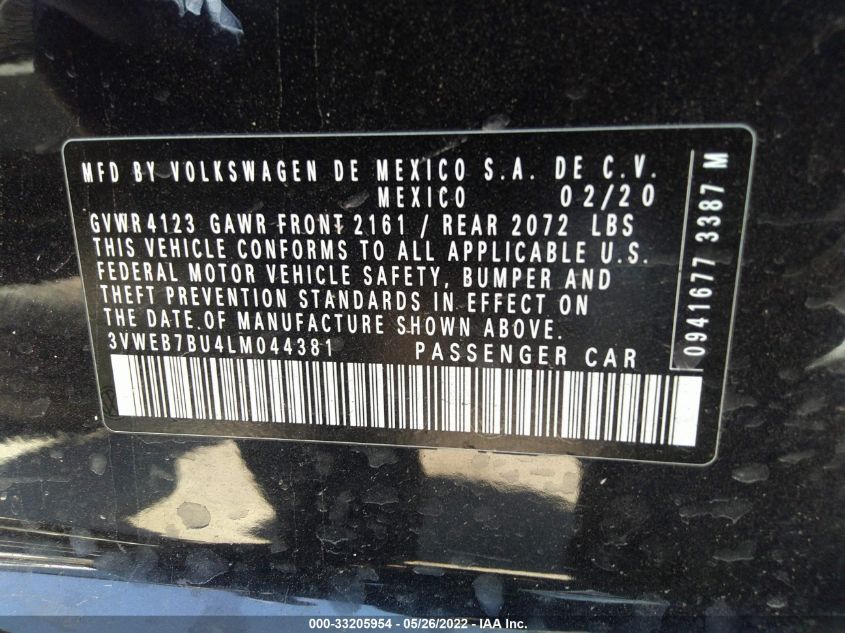 MFD BY VOLKSWAGEN DE MEXICO S.A. DE C.V.
MEXICO 02/20
GVWR 4123 GAWR FRONT 2161 / REAR 2072 LBS
THIS VEHICLE CONFORMS TO ALL APPLICABLE U.S.
FEDERAL MOTOR VEHICLE SAFETY, BUMPER AND
THEFT PREVENTION STANDARDS IN EFFECT ON
THE DATE OF MANUFACTURE SHOWN ABOVE.
3VWEB7BU4LM044381 PASSENGER CAR
0941677 3387 M
000-33205954 - 05/26/2022 - IAA Inc.